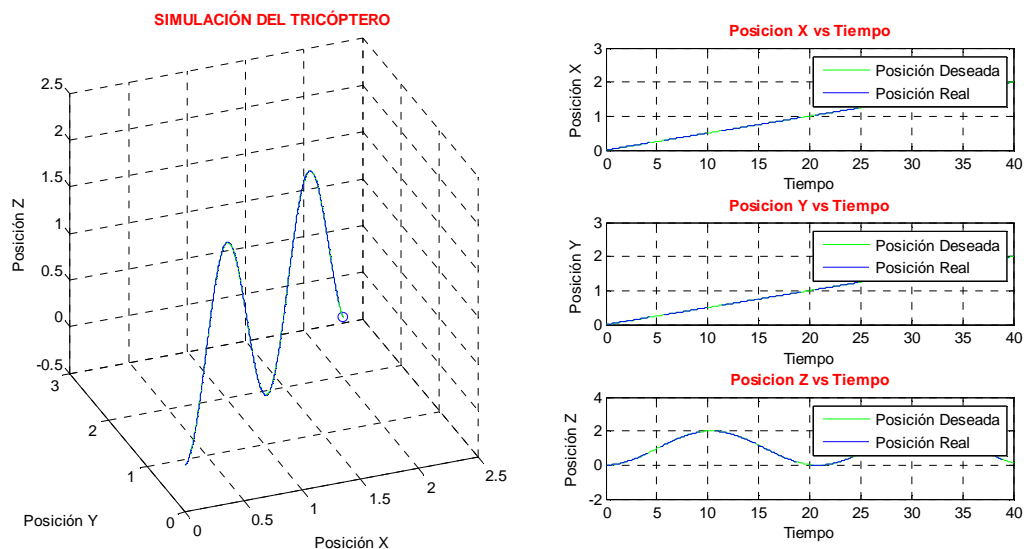 SIMULACIÓN DEL TRICÓPTERO
2.5
2
1.5
1
0.5
0
-0.5
Posición Z
3
2
1
0
Posición Y
0
0.5
1
1.5
2
2.5
Posición X
Posicion X vs Tiempo
3
2
1
0
Posición X
Posición Deseada
Posición Real
0 5 10 15 20 25 30 35 40
Tiempo
Posicion Y vs Tiempo
3
2
1
0
Posición Y
Posición Deseada
Posición Real
0 5 10 15 20 25 30 35 40
Tiempo
Posicion Z vs Tiempo
4
2
0
-2
Posición Z
Posición Deseada
Posición Real
0 5 10 15 20 25 30 35 40
Tiempo